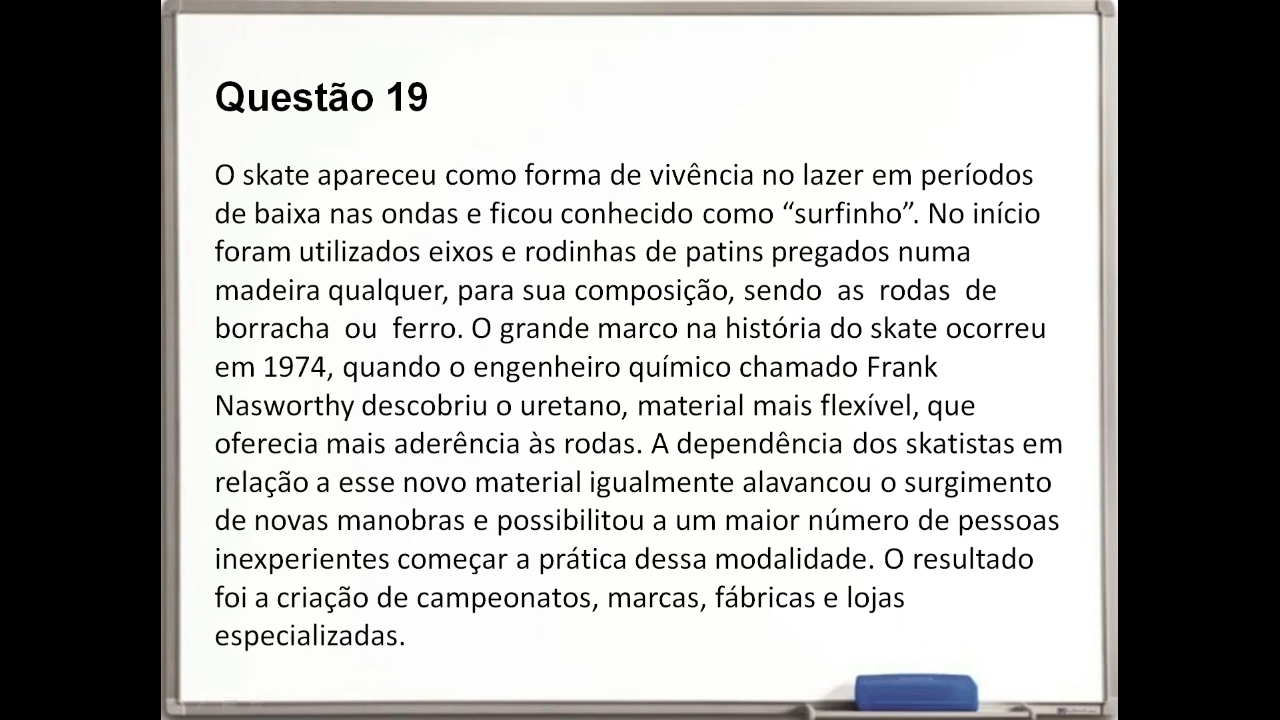 Questão 19
O skate apareceu como forma de vivência no lazer em períodos
de baixa nas ondas e ficou conhecido como “surfinho”. No início
foram utilizados eixos e rodinhas de patins pregados numa
madeira qualquer, para sua composição, sendo as rodas de
borracha ou ferro. O grande marco na história do skate ocorreu
em 1974, quando o engenheiro químico chamado Frank
Nasworthy descobriu o uretano, material mais flexível, que
oferecia mais aderência às rodas. A dependência dos skatistas em
relação a esse novo material igualmente alavancou o surgimento
de novas manobras e possibilitou a um maior número de pessoas
inexperientes começar a prática dessa modalidade. O resultado
foi a criação de campeonatos, marcas, fábricas e lojas
especializadas.